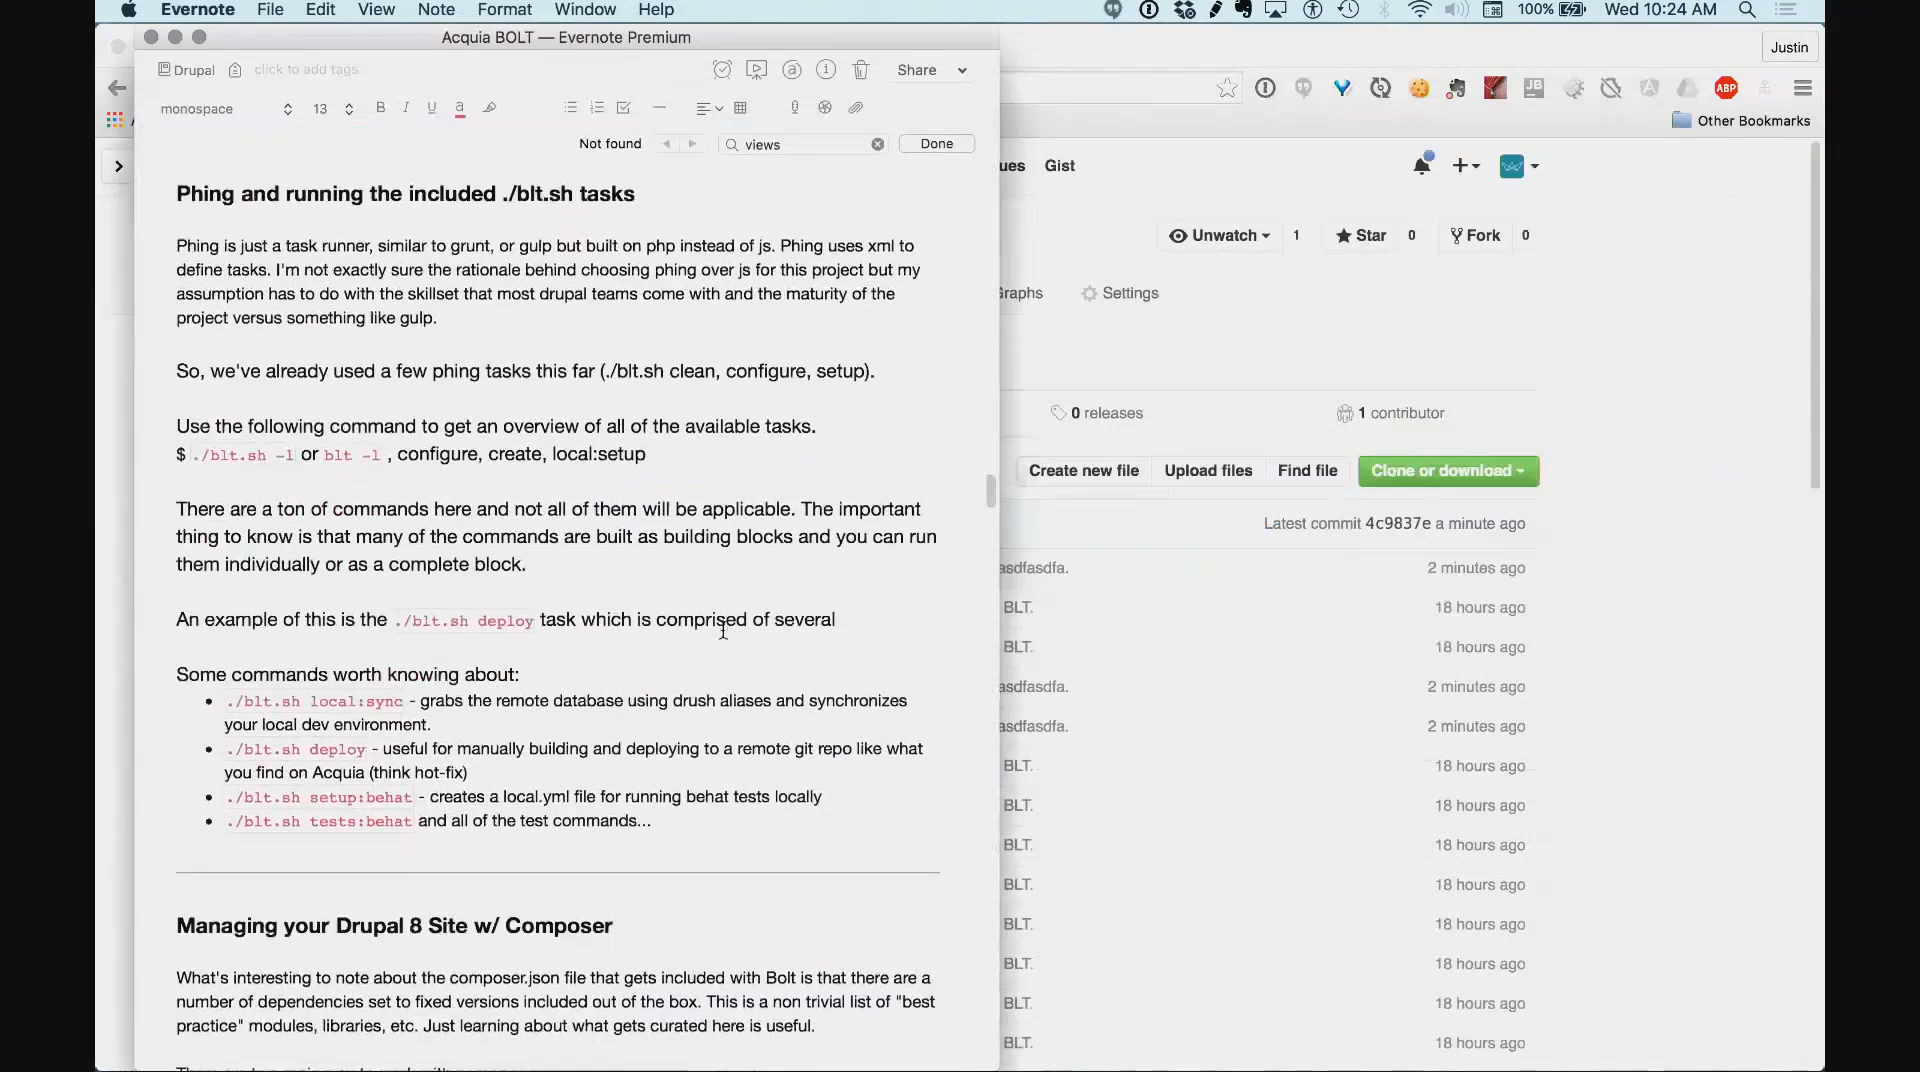 Evernote File Edit View Note Format Window Help 100% Wed 10:24 AM
Acquia BOLT — Evernote Premium
Justin
Drupal click to add tags Share
monospace 13 B I U a
Not found views Done
Other Bookmarks
Gist
Phing and running the included ./blt.sh tasks
Unwatch 1 Star 0 Fork 0
Phing is just a task runner, similar to grunt, or gulp but built on php instead of js. Phing uses xml to
define tasks. I'm not exactly sure the rationale behind choosing phing over js for this project but my
assumption has to do with the skillset that most drupal teams come with and the maturity of the
project versus something like gulp.
Settings
So, we've already used a few phing tasks this far (./blt.sh clean, configure, setup).
0 releases 1 contributor
Use the following command to get an overview of all of the available tasks.
$ ./blt.sh -l or blt -l , configure, create, local:setup
Create new file Upload files Find file Clone or download
There are a ton of commands here and not all of them will be applicable. The important
thing to know is that many of the commands are built as building blocks and you can run
them individually or as a complete block.
Latest commit 4c9837e a minute ago
An example of this is the ./blt.sh deploy task which is comprised of several
Some commands worth knowing about:
• ./blt.sh local:sync - grabs the remote database using drush aliases and synchronizes
your local dev environment.
• ./blt.sh deploy - useful for manually building and deploying to a remote git repo like what
you find on Acquia (think hot-fix)
• ./blt.sh setup:behat - creates a local.yml file for running behat tests locally
• ./blt.sh tests:behat and all of the test commands...
Managing your Drupal 8 Site w/ Composer
What's interesting to note about the composer.json file that gets included with Bolt is that there are a
number of dependencies set to fixed versions included out of the box. This is a non trivial list of "best
practice" modules, libraries, etc. Just learning about what gets curated here is useful.
asdfasdfa. 2 minutes ago
BLT. 18 hours ago
BLT. 18 hours ago
asdfasdfa. 2 minutes ago
asdfasdfa. 2 minutes ago
BLT. 18 hours ago
BLT. 18 hours ago
BLT. 18 hours ago
BLT. 18 hours ago
BLT. 18 hours ago
BLT. 18 hours ago
BLT. 18 hours ago
BLT. 18 hours ago